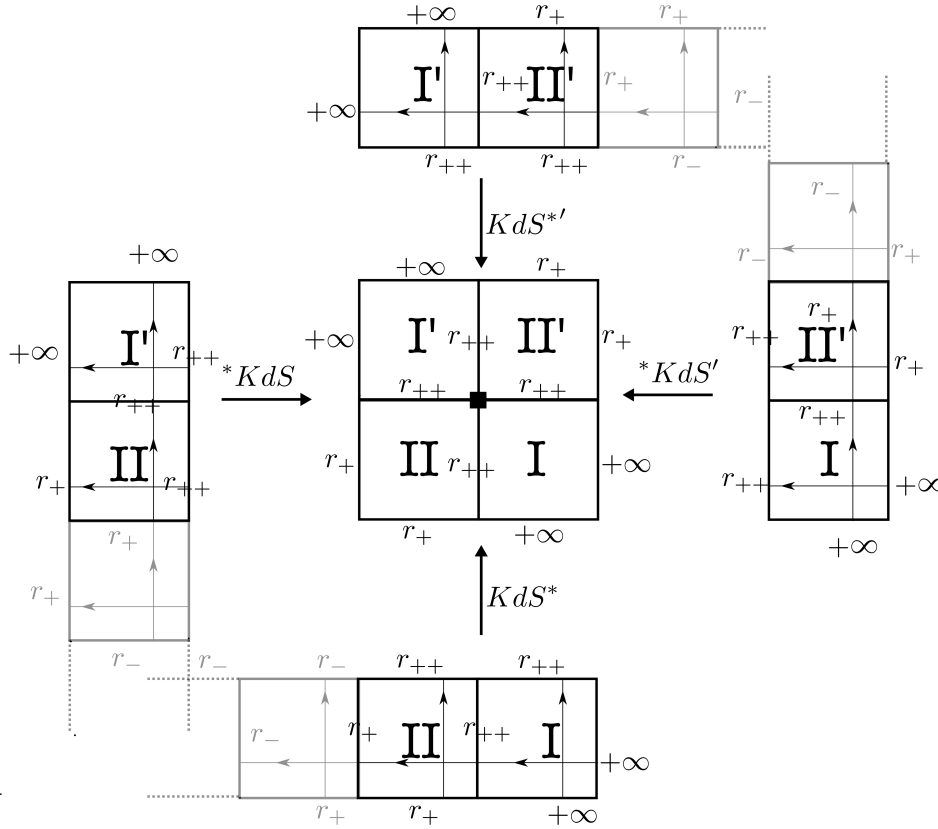 +∞ r₊ r₊
I' r₊₊ II' r₊ r₋
+∞
r₊₊ r₊₊ r₋
KdS*′
r₋
r₋ r₊
+∞ +∞ r₊
+∞ I' r₊₊ +∞ I' r₊₊ II' r₊ r₊₊ r₊ II' r₊
*KdS *KdS′
r₊₊ r₊₊ r₊₊ r₊₊
r₊ II r₊₊ r₊ II r₊₊ I +∞ r₊₊ I +∞
r₊ r₊ +∞ +∞
r₊
KdS*
r₋ r₋ r₋ r₊₊ r₊₊
r₋ r₊ II r₊₊ I +∞
r₊ r₊ +∞